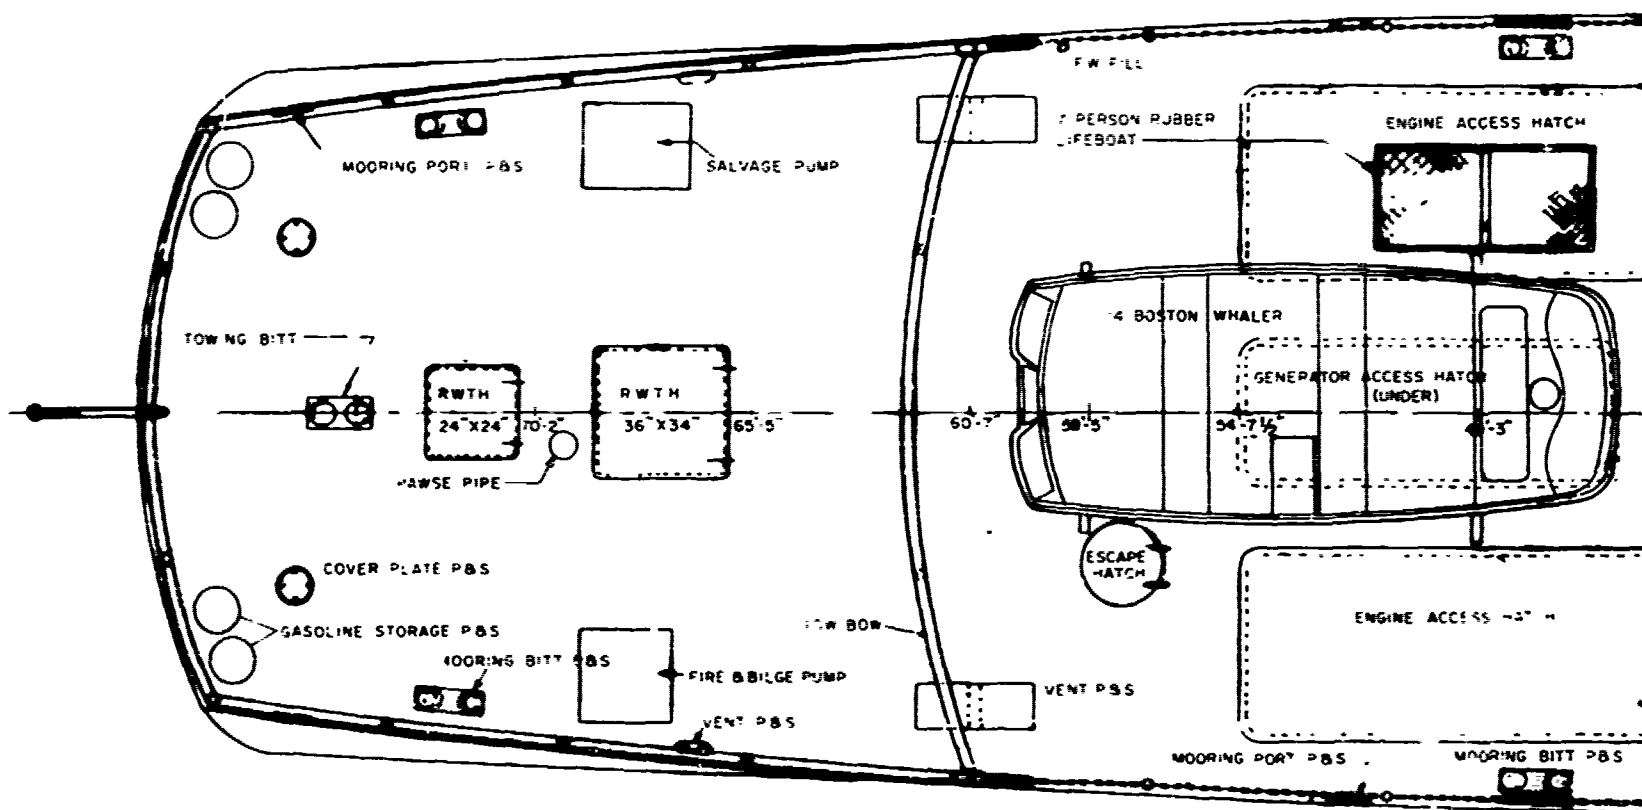 F.W. FILL
PERSON RUBBER
LIFEBOAT
ENGINE ACCESS HATCH
MOORING PORT P&S
SALVAGE PUMP
BOSTON WHALER
TOWING BITT
RWTH
24"X24"
RWTH
36"X34"
GENERATOR ACCESS HATCH
(UNDER)
70-2"
65-5"
60-
58-5"
54-7½"
HAWSE PIPE
ESCAPE
HATCH
COVER PLATE P&S
GASOLINE STORAGE P&S
TOW BOW
ENGINE ACCESS HATCH
MOORING BITT P&S
FIRE & BILGE PUMP
VENT P&S
VENT P&S
MOORING PORT P&S
MOORING BITT P&S